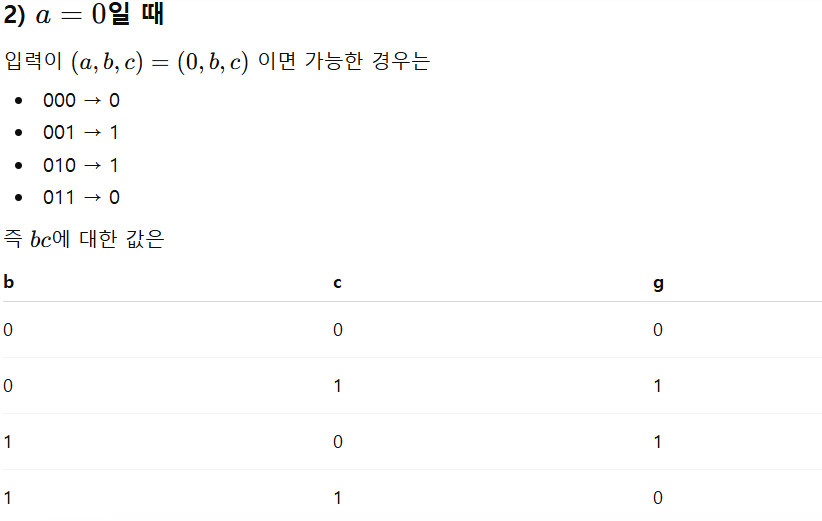 2) a = 0일 때
입력이 (a, b, c) = (0, b, c) 이면 가능한 경우는
• 000 → 0
• 001 → 1
• 010 → 1
• 011 → 0
즉 bc에 대한 값은
b c g
0 0 0
0 1 1
1 0 1
1 1 0